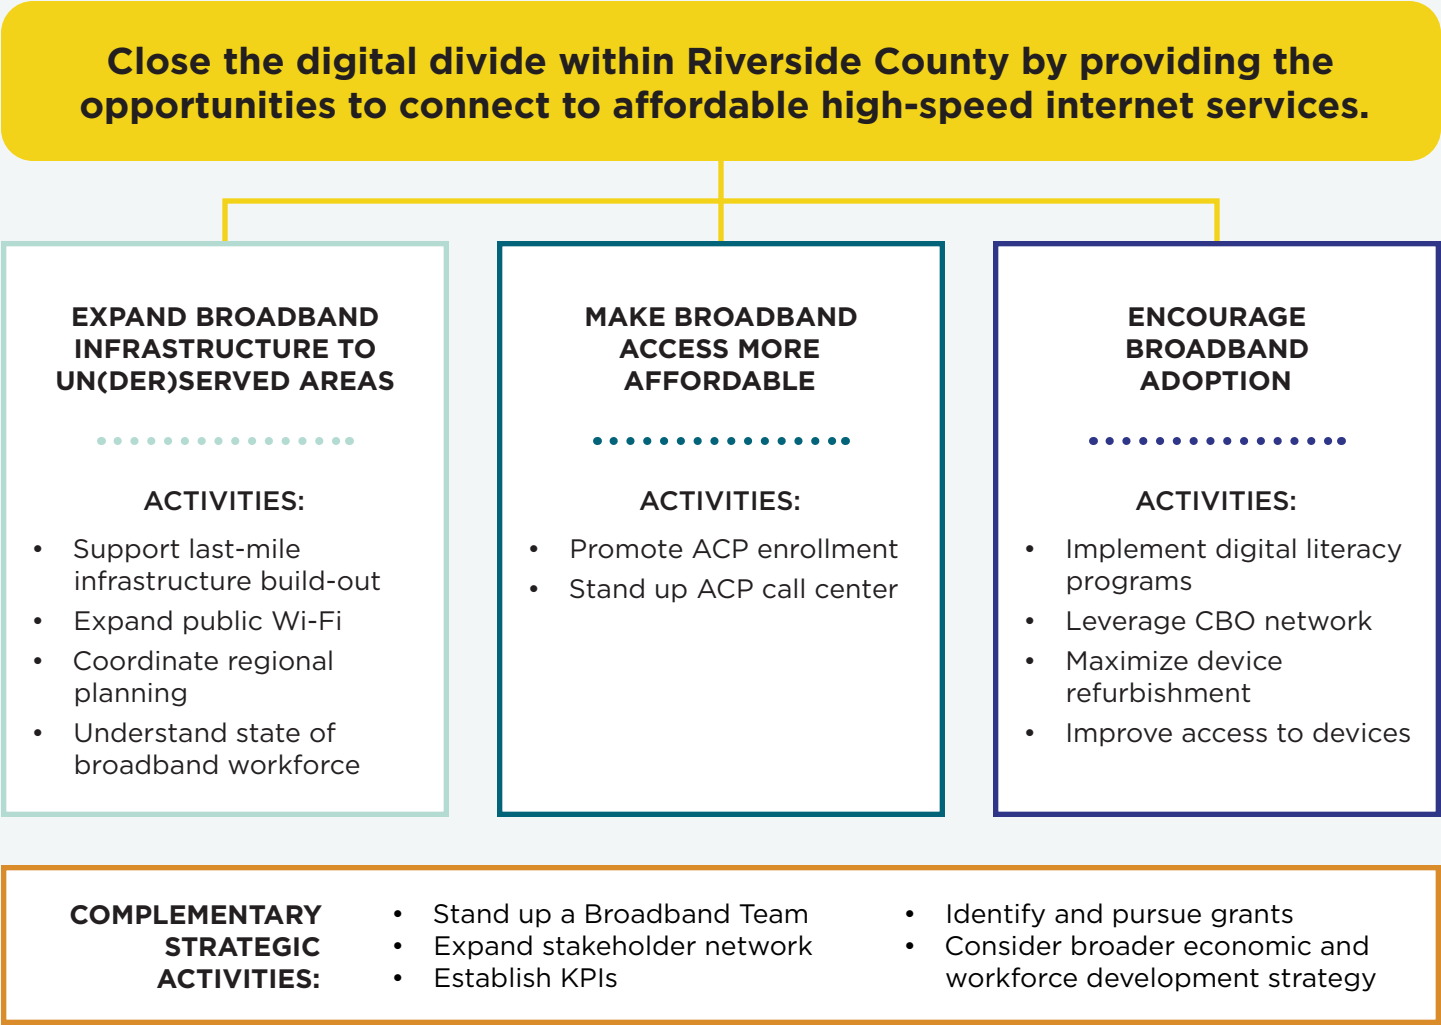 Close the digital divide within Riverside County by providing the
opportunities to connect to affordable high-speed internet services.
EXPAND BROADBAND
INFRASTRUCTURE TO
UN(DER)SERVED AREAS
ACTIVITIES:
• Support last-mile
infrastructure build-out
• Expand public Wi-Fi
• Coordinate regional
planning
• Understand state of
broadband workforce
MAKE BROADBAND
ACCESS MORE
AFFORDABLE
ACTIVITIES:
• Promote ACP enrollment
• Stand up ACP call center
ENCOURAGE
BROADBAND
ADOPTION
ACTIVITIES:
• Implement digital literacy
programs
• Leverage CBO network
• Maximize device
refurbishment
• Improve access to devices
COMPLEMENTARY
STRATEGIC
ACTIVITIES:
• Stand up a Broadband Team
• Expand stakeholder network
• Establish KPIs
• Identify and pursue grants
• Consider broader economic and
workforce development strategy